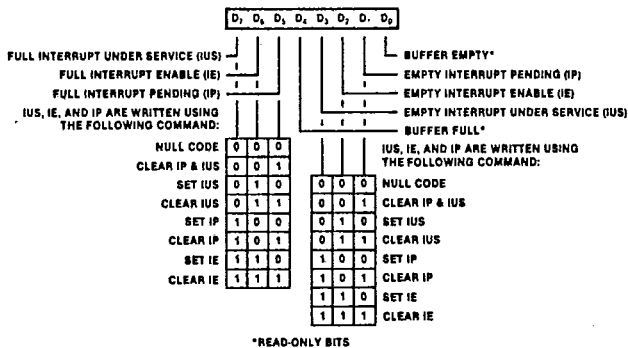 D7 D6 D5 D4 D3 D2 D1 D0
FULL INTERRUPT UNDER SERVICE (IUS)
FULL INTERRUPT ENABLE (IE)
FULL INTERRUPT PENDING (IP)
IUS, IE, AND IP ARE WRITTEN USING
THE FOLLOWING COMMAND:
NULL CODE 0 0 0
CLEAR IP & IUS 0 0 1
SET IUS 0 1 0
CLEAR IUS 0 1 1
SET IP 1 0 0
CLEAR IP 1 0 1
SET IE 1 1 0
CLEAR IE 1 1 1
BUFFER EMPTY*
EMPTY INTERRUPT PENDING (IP)
EMPTY INTERRUPT ENABLE (IE)
EMPTY INTERRUPT UNDER SERVICE (IUS)
BUFFER FULL*
IUS, IE, AND IP ARE WRITTEN USING
THE FOLLOWING COMMAND:
0 0 0 NULL CODE
0 0 1 CLEAR IP & IUS
0 1 0 SET IUS
0 1 1 CLEAR IUS
1 0 0 SET IP
1 0 1 CLEAR IP
1 1 0 SET IE
1 1 1 CLEAR IE
*READ-ONLY BITS